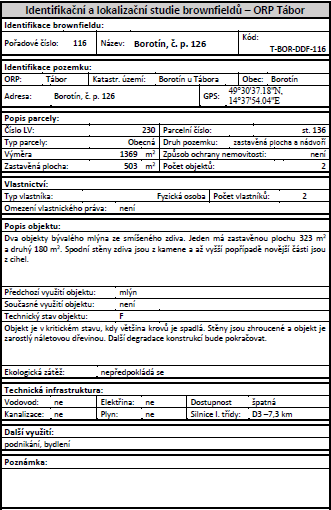 Identifikační a lokalizační studie brownfieldů – ORP Tábor
Identifikace brownfieldu:
Pořadové číslo: 116 Název: Borotín, č. p. 126 Kód: T-BOR-DDF-116
Identifikace pozemku:
ORP: Tábor Katastr. území: Borotín u Tábora Obec: Borotín
Adresa: Borotín, č. p. 126 GPS: 49°30'37.18"N, 14°37'54.04"E
Popis parcely:
Číslo LV: 230 Parcelní číslo: st. 136
Typ parcely: Obecná Druh pozemku: zastavěná plocha a nádvoří
Výměra 1369 m² Způsob ochrany nemovitosti: není
Zastavěná plocha: 503 m² Počet objektů: 2
Vlastnictví:
Typ vlastníka: Fyzická osoba Počet vlastníků: 2
Omezení vlastnického práva: není
Popis objektu:
Dva objekty bývalého mlýna ze smíšeného zdiva. Jeden má zastavěnou plochu 323 m²
a druhý 180 m². Spodní stěny zdiva jsou z kamene a až vyšší popřípadě novější části jsou
z cihel.
Předchozí využití objektu: mlýn
Současné využití objektu: není
Technický stav objektu: F
Objekt je v kritickém stavu, kdy většina krovů je spadlá. Stěny jsou zhroucené a objekt je
zarostlý náletovou dřevinou. Další degradace konstrukcí bude pokračovat.
Ekologická zátěž: nepředpokládá se
Technická infrastruktura:
Vodovod: ne Elektřina: ne Dostupnost špatná
Kanalizace: ne Plyn: ne Silnice I. třídy: D3 –7,3 km
Další využití:
podnikání, bydlení
Poznámka: